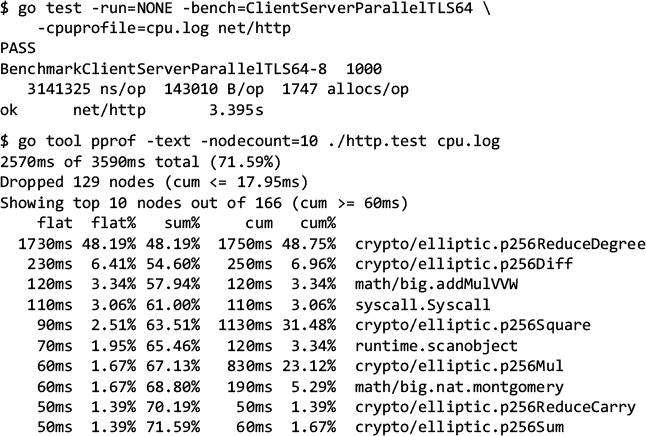 $ go test -run=NONE -bench=ClientServerParallelTLS64 \
-cpuprofile=cpu.log net/http
PASS
BenchmarkClientServerParallelTLS64-8 1000
3141325 ns/op 143010 B/op 1747 allocs/op
ok net/http 3.395s
$ go tool pprof -text -nodecount=10 ./http.test cpu.log
2570ms of 3590ms total (71.59%)
Dropped 129 nodes (cum <= 17.95ms)
Showing top 10 nodes out of 166 (cum >= 60ms)
flat flat% sum% cum cum%
1730ms 48.19% 48.19% 1750ms 48.75% crypto/elliptic.p256ReduceDegree
230ms 6.41% 54.60% 250ms 6.96% crypto/elliptic.p256Diff
120ms 3.34% 57.94% 120ms 3.34% math/big.addMulVVW
110ms 3.06% 61.00% 110ms 3.06% syscall.Syscall
90ms 2.51% 63.51% 1130ms 31.48% crypto/elliptic.p256Square
70ms 1.95% 65.46% 120ms 3.34% runtime.scanobject
60ms 1.67% 67.13% 830ms 23.12% crypto/elliptic.p256Mul
60ms 1.67% 68.80% 190ms 5.29% math/big.nat.montgomery
50ms 1.39% 70.19% 50ms 1.39% crypto/elliptic.p256ReduceCarry
50ms 1.39% 71.59% 60ms 1.67% crypto/elliptic.p256Sum